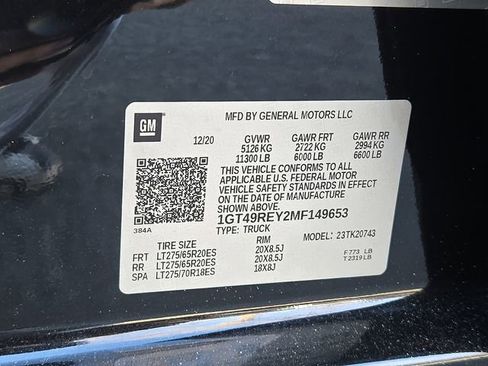 GM
MFD BY GENERAL MOTORS LLC
12/20 GVWR GAWR FRT GAWR RR
5126 KG 2722 KG 2994 KG
11300 LB 6000 LB 6600 LB
THIS VEHICLE CONFORMS TO ALL
APPLICABLE U.S. FEDERAL MOTOR
VEHICLE SAFETY STANDARDS IN
EFFECT ON THE DATE OF MANUFACTURE
SHOWN ABOVE.
1GT49REY2MF149653
384A TYPE: TRUCK MODEL: 23TK20743
TIRE SIZE RIM
FRT LT275/65R20ES 20X8.5J F 773 LB
RR LT275/65R20ES 20X8.5J T 2319 LB
SPA LT275/70R18ES 18X8J